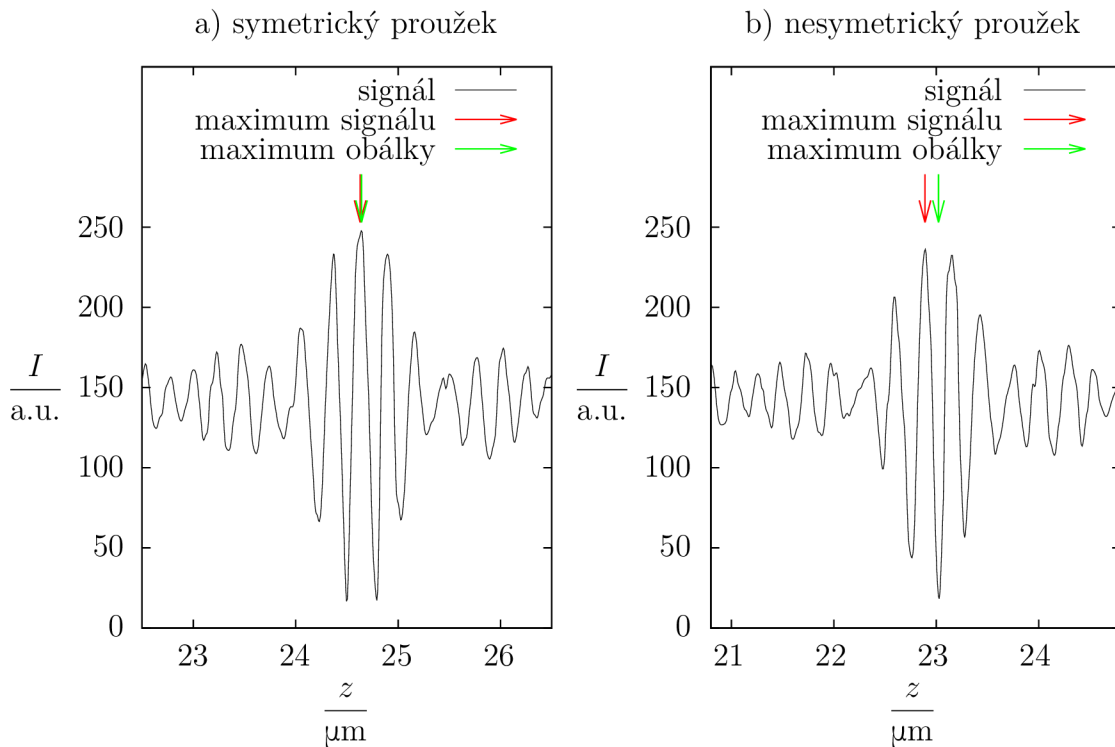 a) symetrický proužek
signál
maximum signálu
maximum obálky
250
200
150
100
50
0
I
a.u.
23 24 25 26
z
µm
b) nesymetrický proužek
signál
maximum signálu
maximum obálky
250
200
150
100
50
0
I
a.u.
21 22 23 24
z
µm